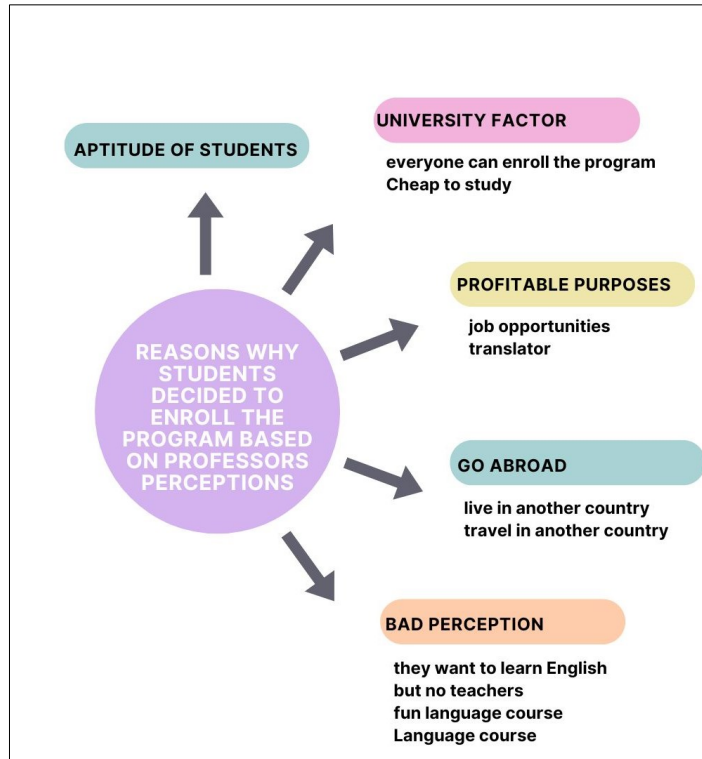 APTITUDE OF STUDENTS
UNIVERSITY FACTOR
everyone can enroll the program
Cheap to study
PROFITABLE PURPOSES
job opportunities
translator
REASONS WHY
STUDENTS
DECIDED TO
ENROLL THE
PROGRAM BASED
ON PROFESSORS
PERCEPTIONS
GO ABROAD
live in another country
travel in another country
BAD PERCEPTION
they want to learn English
but no teachers
fun language course
Language course